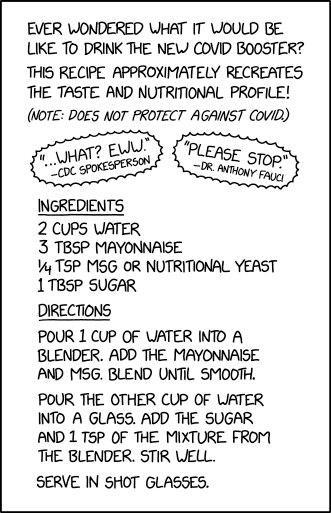 EVER WONDERED WHAT IT WOULD BE
LIKE TO DRINK THE NEW COVID BOOSTER?
THIS RECIPE APPROXIMATELY RECREATES
THE TASTE AND NUTRITIONAL PROFILE!
(NOTE: DOES NOT PROTECT AGAINST COVID.)
"...WHAT? EWW."
—CDC SPOKESPERSON
"PLEASE STOP."
—DR. ANTHONY FAUCI
INGREDIENTS
2 CUPS WATER
3 TBSP MAYONNAISE
1/4 TSP MSG OR NUTRITIONAL YEAST
1 TBSP SUGAR
DIRECTIONS
POUR 1 CUP OF WATER INTO A
BLENDER. ADD THE MAYONNAISE
AND MSG. BLEND UNTIL SMOOTH.
POUR THE OTHER CUP OF WATER
INTO A GLASS. ADD THE SUGAR
AND 1 TSP OF THE MIXTURE FROM
THE BLENDER. STIR WELL.
SERVE IN SHOT GLASSES.